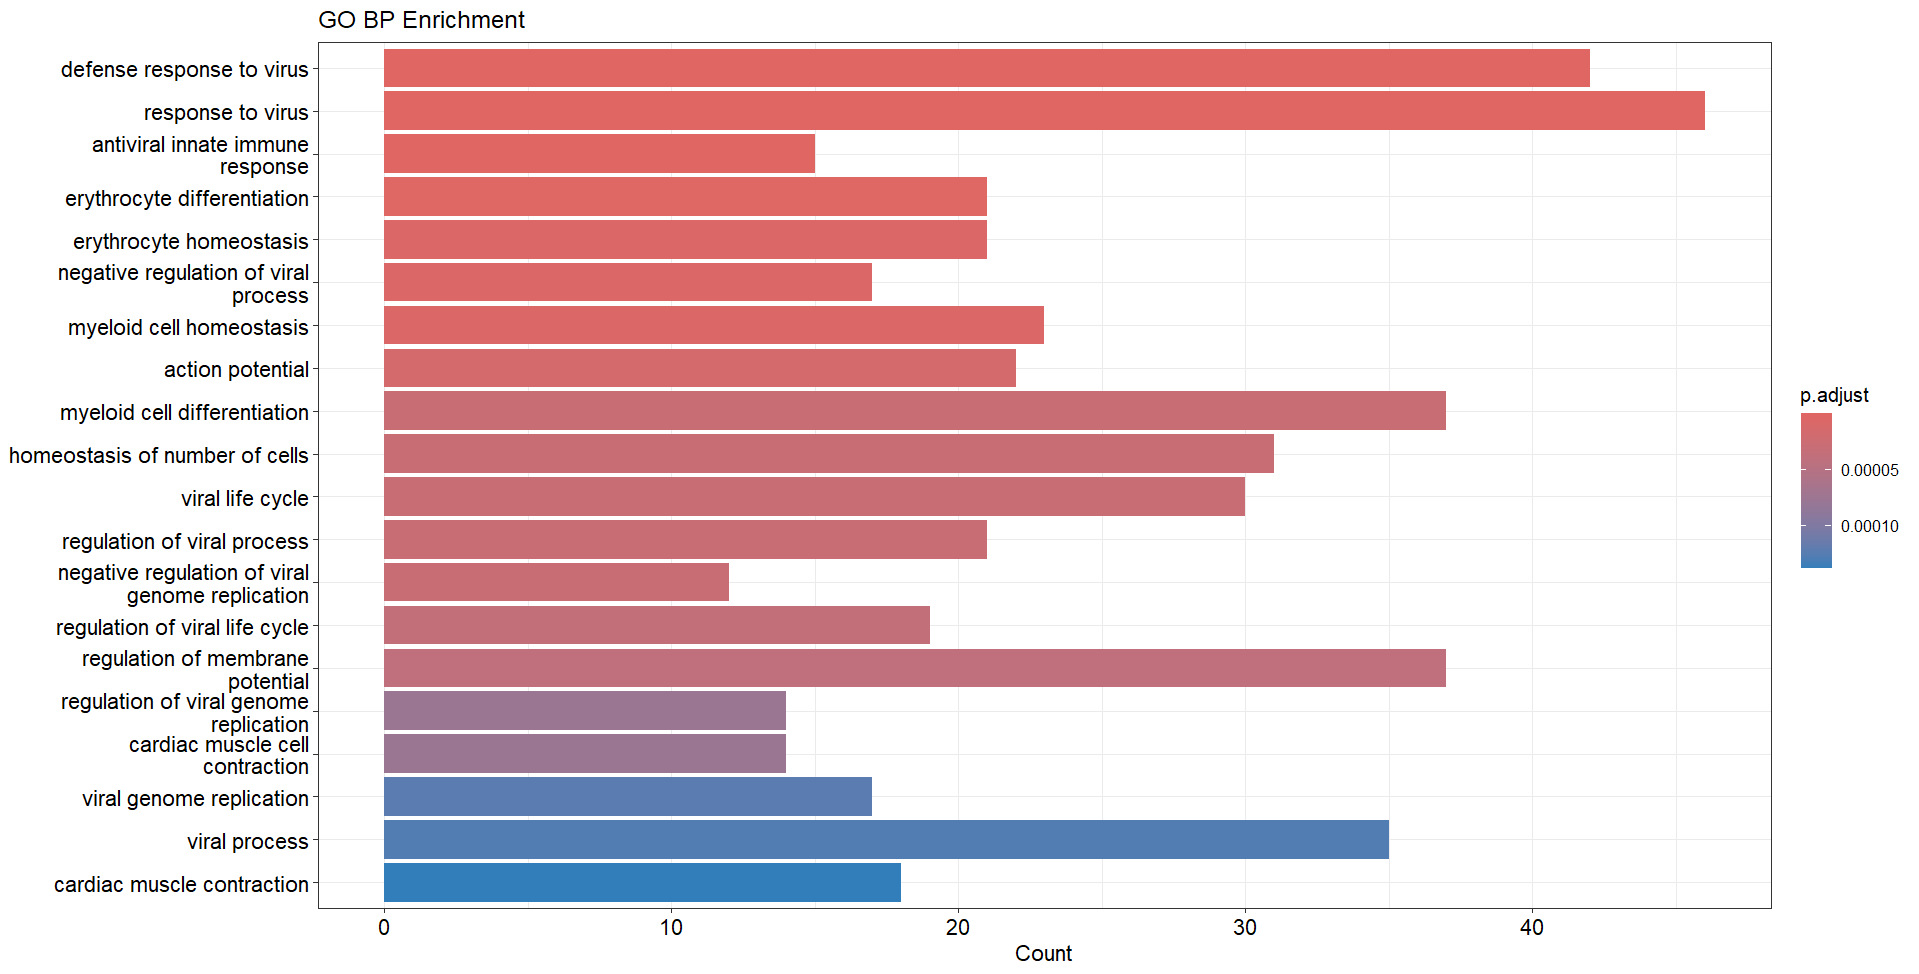 GO BP Enrichment
defense response to virus
response to virus
antiviral innate immune
response
erythrocyte differentiation
erythrocyte homeostasis
negative regulation of viral
process
myeloid cell homeostasis
action potential
myeloid cell differentiation
homeostasis of number of cells
viral life cycle
regulation of viral process
negative regulation of viral
genome replication
regulation of viral life cycle
regulation of membrane
potential
regulation of viral genome
replication
cardiac muscle cell
contraction
viral genome replication
viral process
cardiac muscle contraction
0 10 20 30 40
Count
p.adjust
0.00005
0.00010